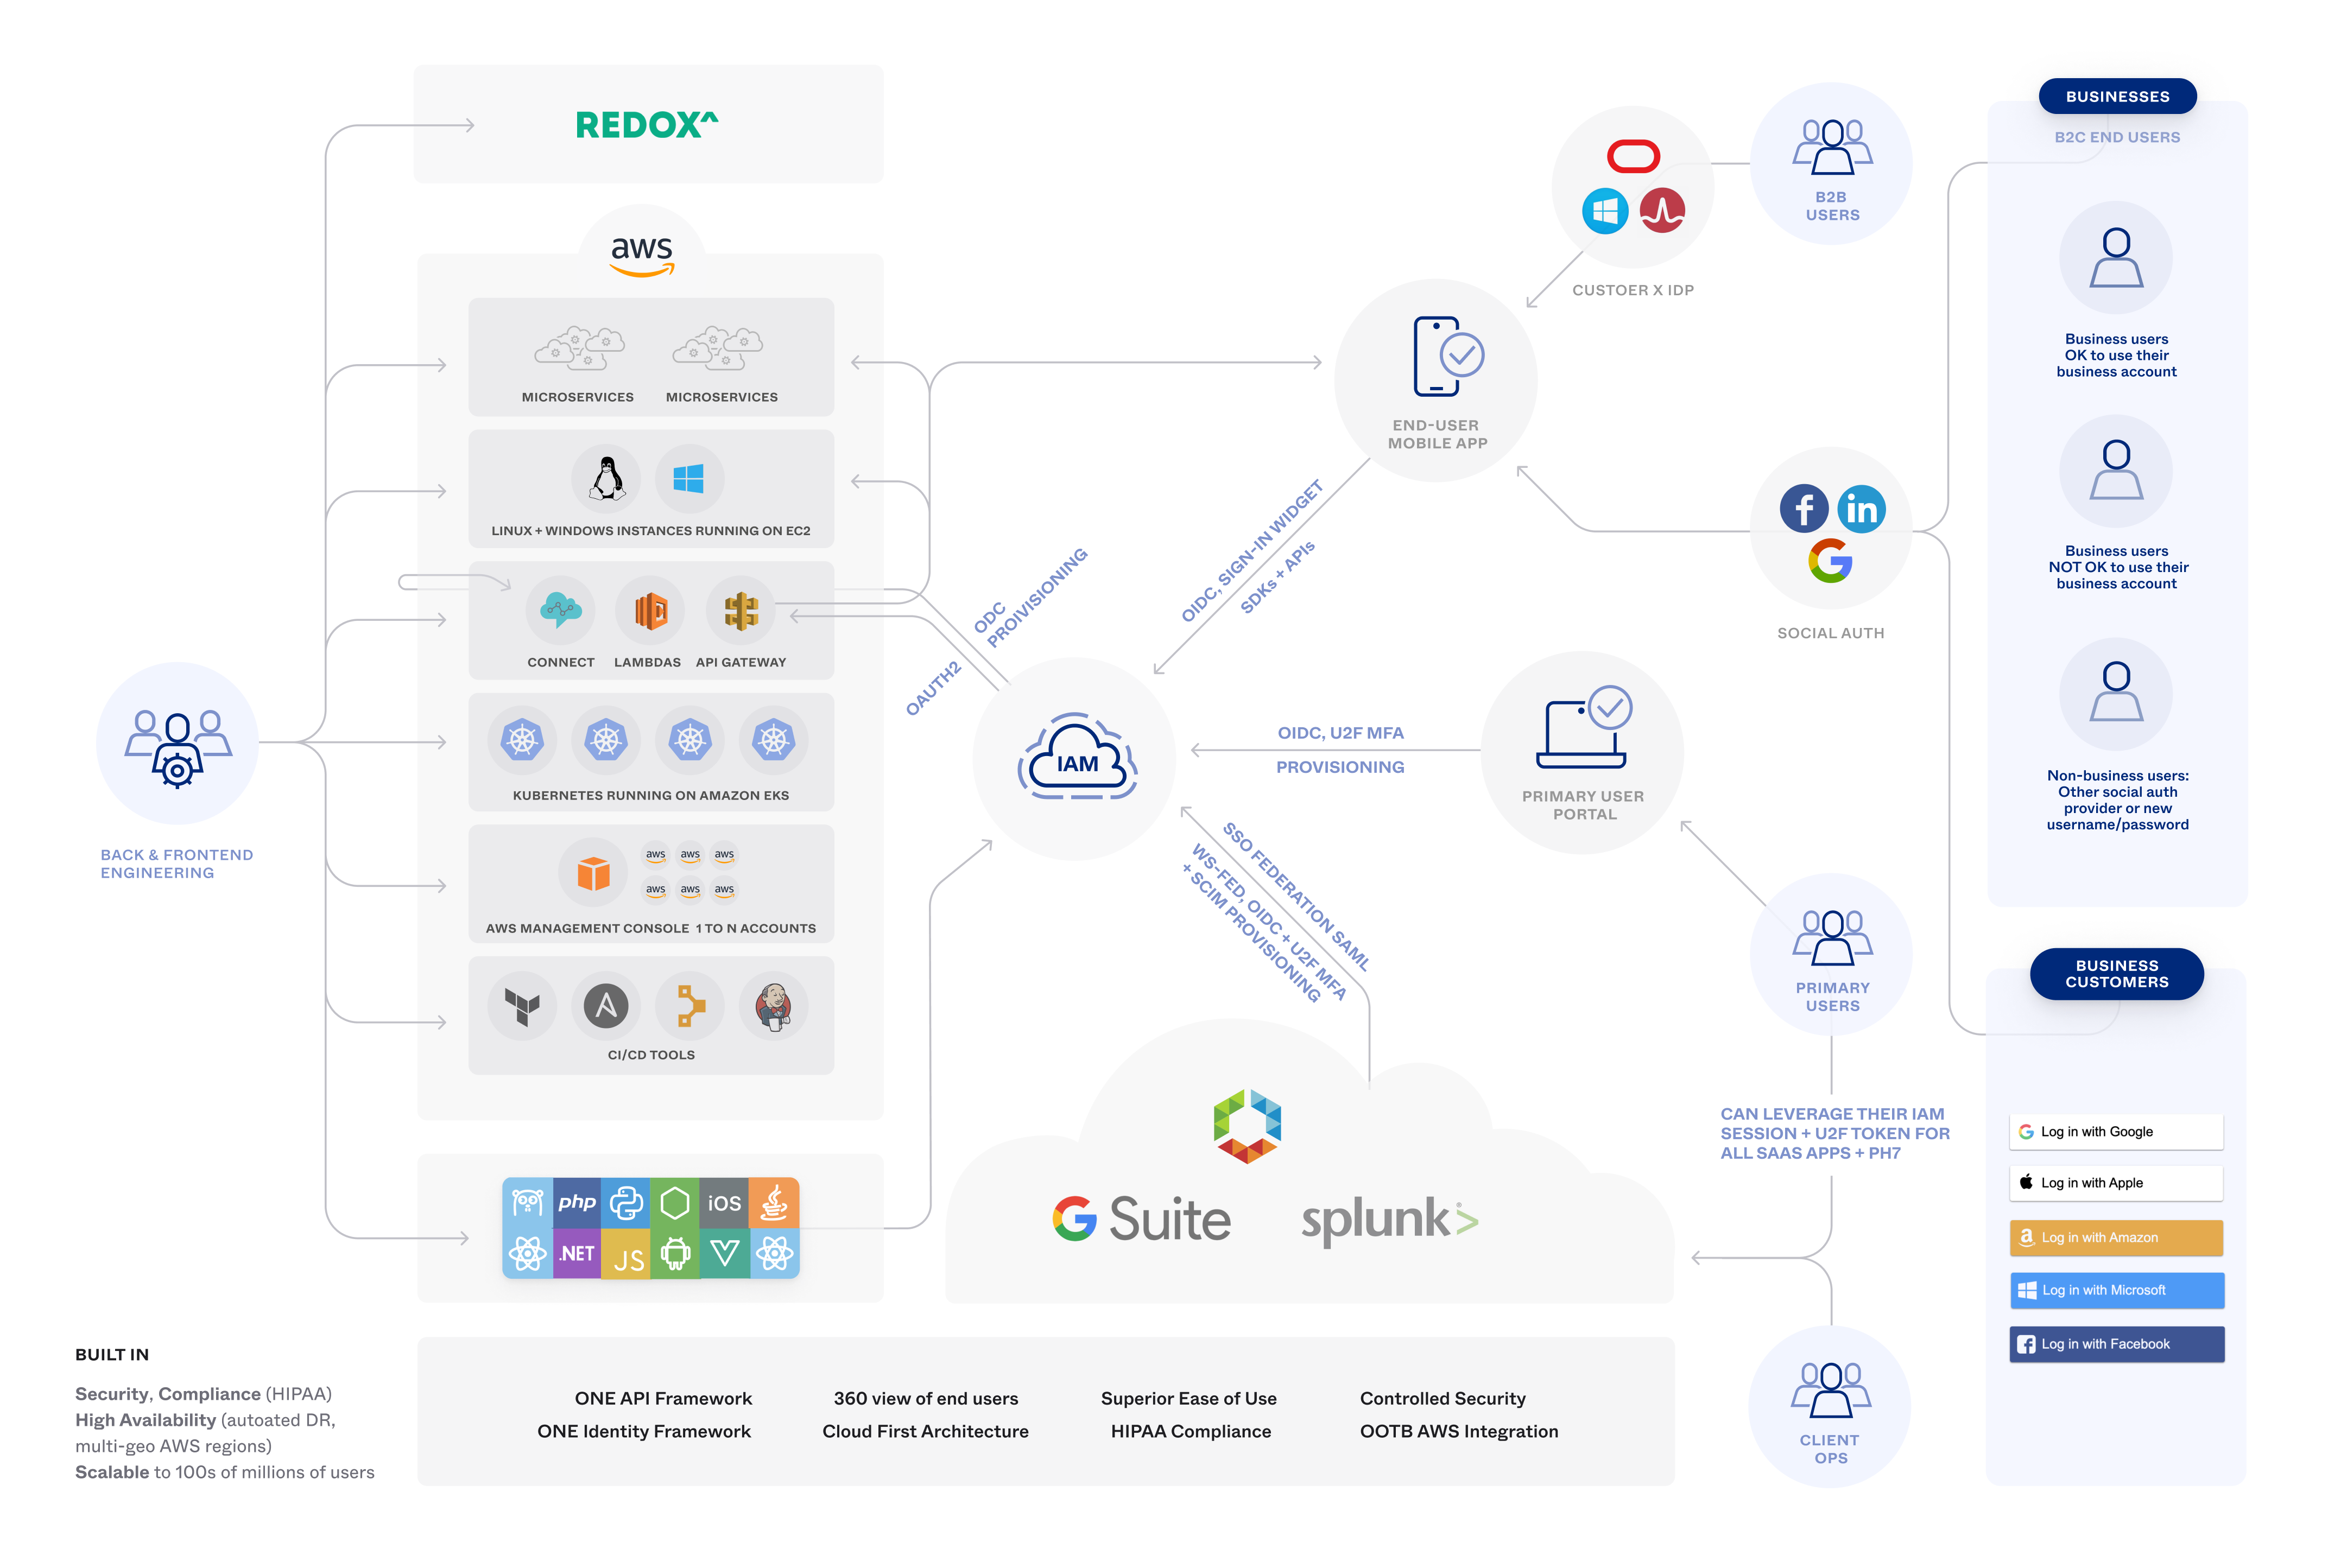 REDOX^
aws
MICROSERVICES
MICROSERVICES
LINUX + WINDOWS INSTANCES RUNNING ON EC2
CONNECT
LAMBDAS
API GATEWAY
KUBERNETES RUNNING ON AMAZON EKS
aws aws aws
aws aws aws
AWS MANAGEMENT CONSOLE 1 TO N ACCOUNTS
CI/CD TOOLS
php
iOS
.NET
JS
BACK & FRONTEND
ENGINEERING
ODC
PROIVISIONING
OAUTH2
IAM
OIDC, SIGN-IN WIDGET
SDKs + APIs
OIDC, U2F MFA
PROVISIONING
SSO FEDERATION SAML
WS-FED, OIDC + U2F MFA
+ SCIM PROVISIONING
G Suite
splunk>
END-USER
MOBILE APP
CUSTOER X IDP
B2B
USERS
f
in
SOCIAL AUTH
PRIMARY USER
PORTAL
PRIMARY
USERS
CAN LEVERAGE THEIR IAM
SESSION + U2F TOKEN FOR
ALL SAAS APPS + PH7
CLIENT
OPS
BUSINESSES
B2C END USERS
Business users
OK to use their
business account
Business users
NOT OK to use their
business account
Non-business users:
Other social auth
provider or new
username/password
BUSINESS
CUSTOMERS
Log in with Google
Log in with Apple
Log in with Amazon
Log in with Microsoft
Log in with Facebook
BUILT IN
Security, Compliance (HIPAA)
High Availability (autoated DR,
multi-geo AWS regions)
Scalable to 100s of millions of users
ONE API Framework
ONE Identity Framework
360 view of end users
Cloud First Architecture
Superior Ease of Use
HIPAA Compliance
Controlled Security
OOTB AWS Integration